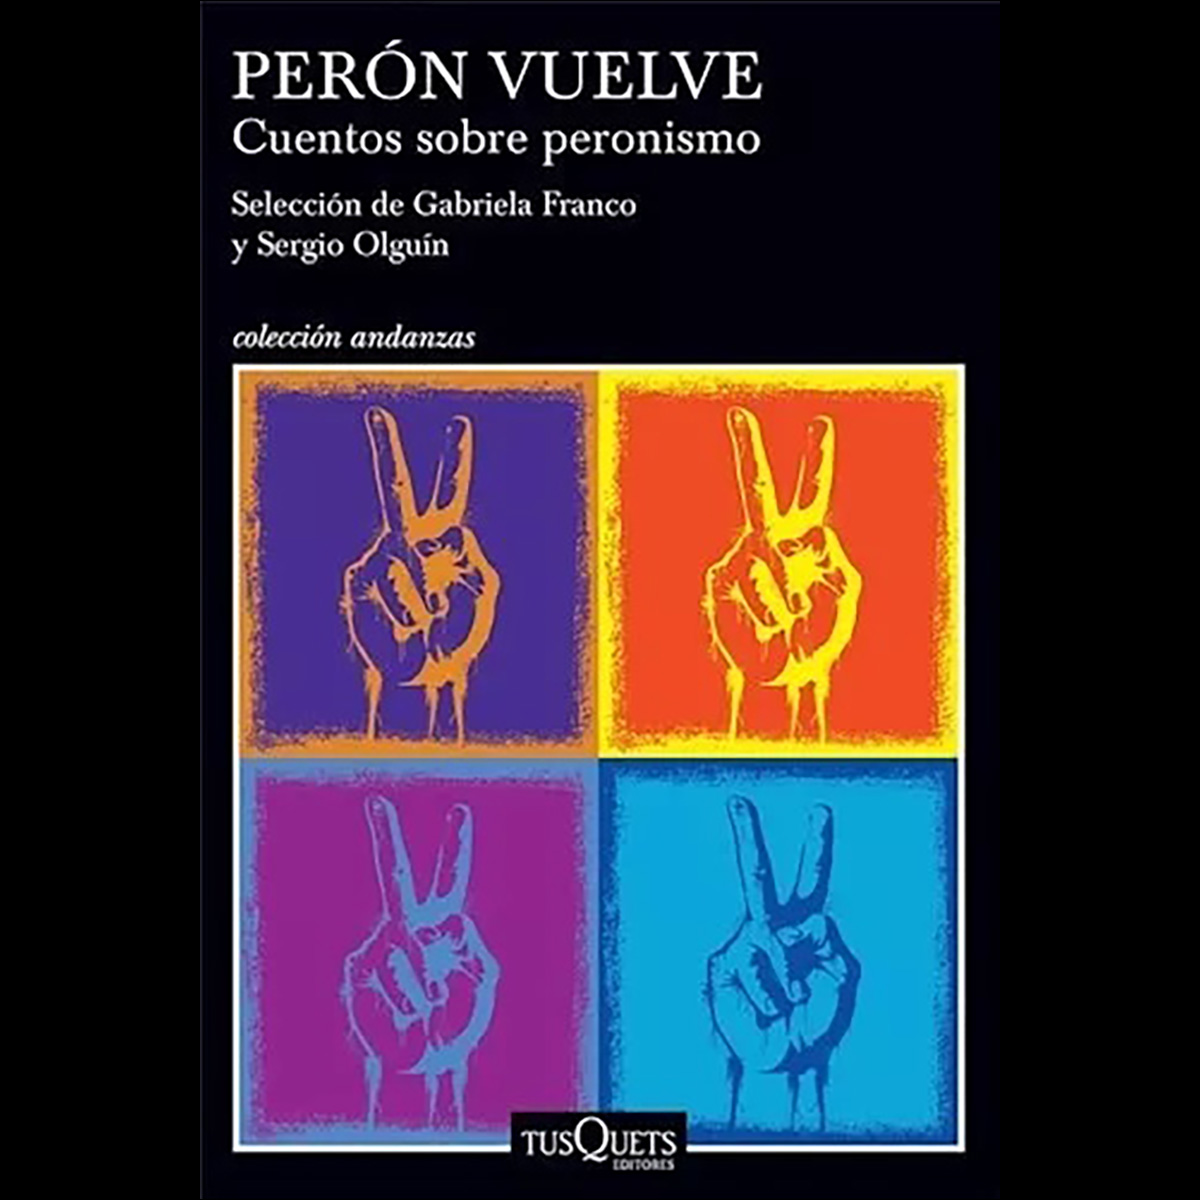 PERÓN VUELVE
Cuentos sobre peronismo
Selección de Gabriela Franco
y Sergio Olguín
colección andanzas
TUSQUETS
EDITORES